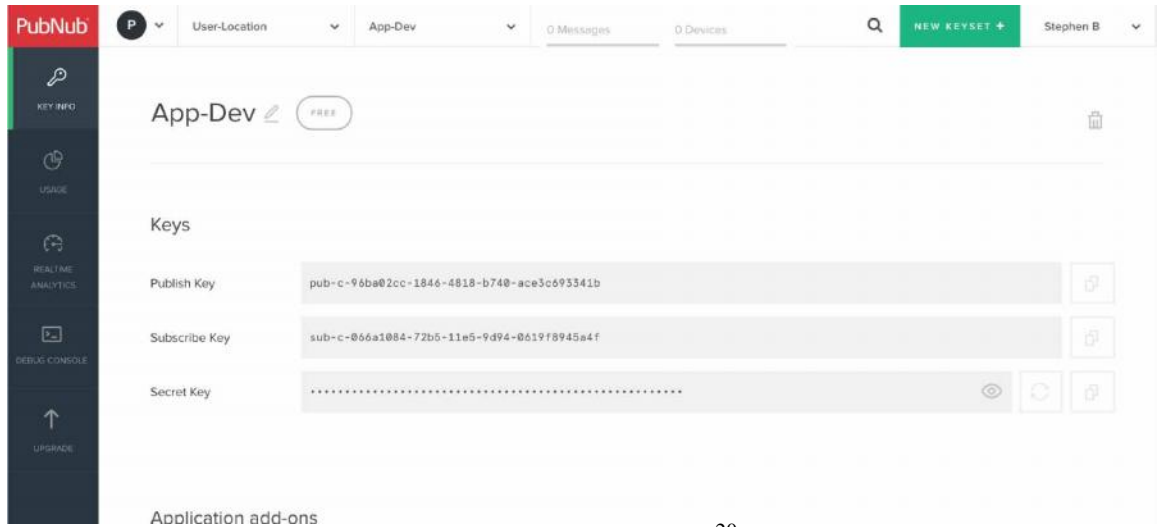 PubNub
P
User-Location
App-Dev
0 Messages
0 Devices
NEW KEYSET +
Stephen B
KEY INFO
USAGE
REALTIME
ANALYTICS
DEBUG CONSOLE
UPGRADE
App-Dev
FREE
Keys
Publish Key
pub-c-96ba02cc-1846-4818-b740-ace3c693341b
Subscribe Key
sub-c-066a1084-72b5-11e5-9d94-0619f8945a4f
Secret Key
Application add-ons